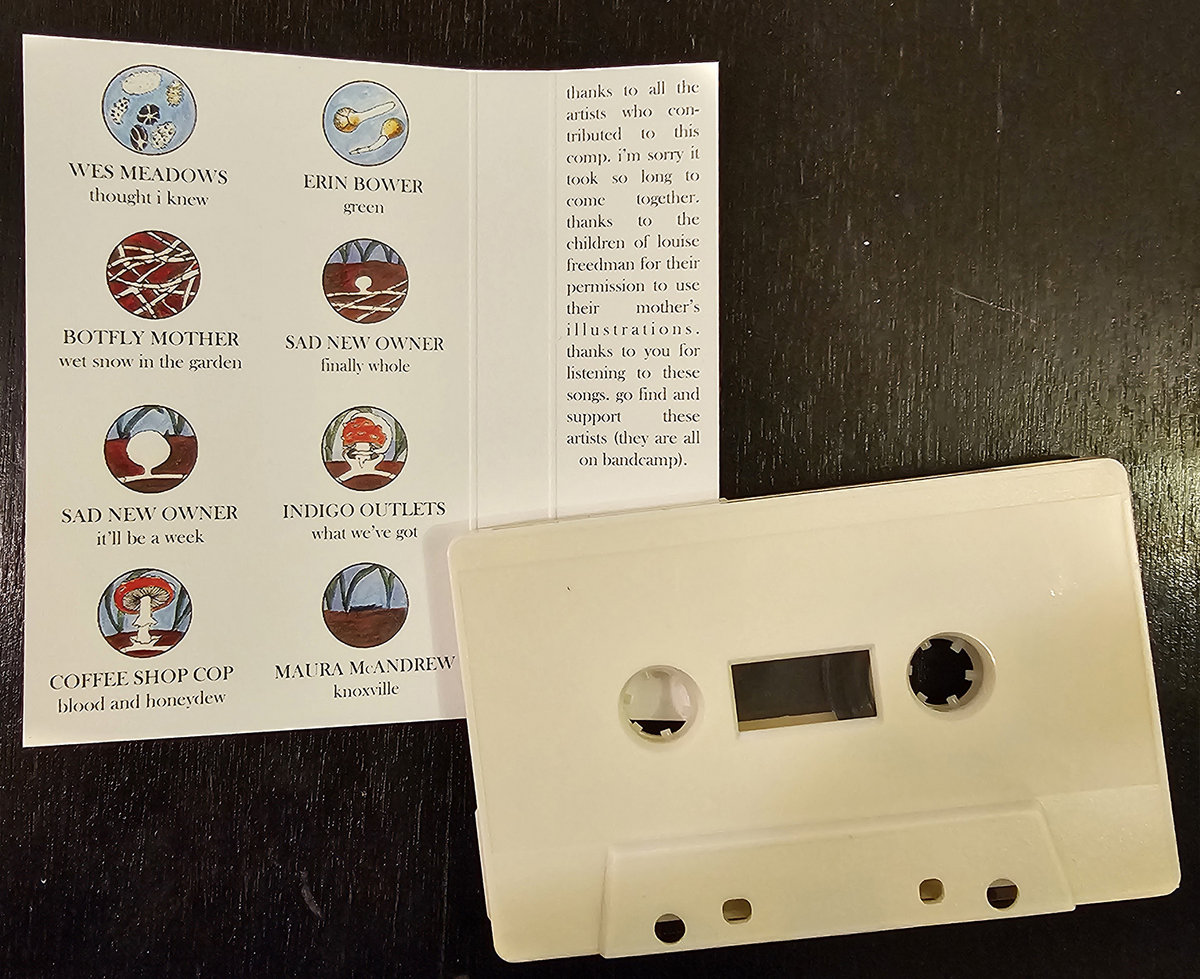 WES MEADOWS
thought i knew
ERIN BOWER
green
BOTFLY MOTHER
wet snow in the garden
SAD NEW OWNER
finally whole
SAD NEW OWNER
it'll be a week
INDIGO OUTLETS
what we've got
COFFEE SHOP COP
blood and honeydew
MAURA McANDREW
knoxville
thanks to all the
artists who con-
tributed to this
comp. i'm sorry it
took so long to
come together.
thanks to the
children of louise
freedman for their
permission to use
their mother's
illustrations.
thanks to you for
listening to these
songs. go find and
support these
artists (they are all
on bandcamp).